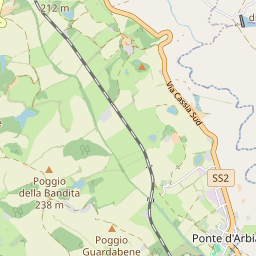 212 m
d
Via Cassia Sud
e
Poggio
della Bandita
238 m
SS2
Ponte d'Arbia
Poggio
Guardabene